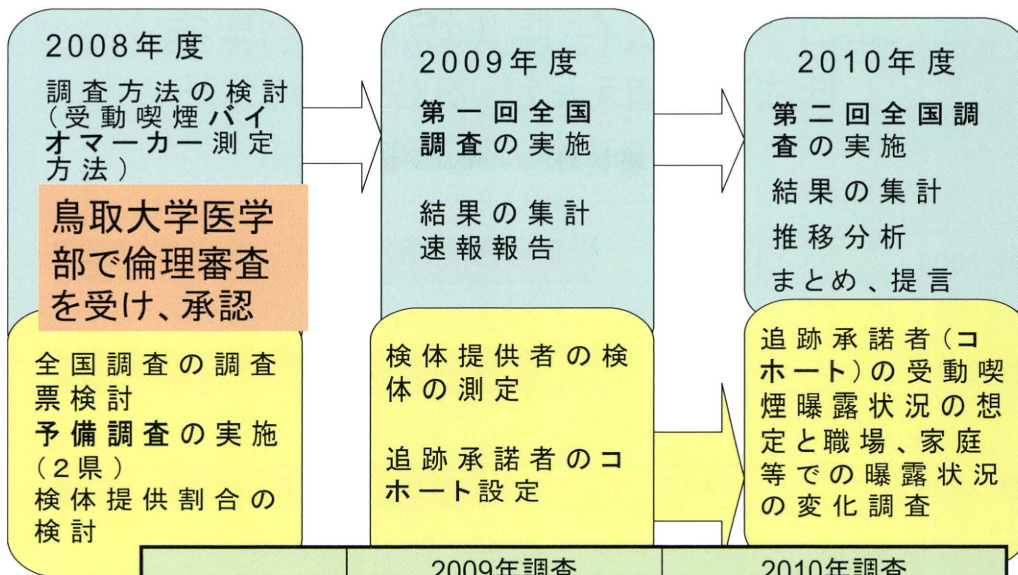 2008年度
調査方法の検討
(受動喫煙バイ
オマーカー測定
方法)
鳥取大学医学
部で倫理審査
を受け、承認
全国調査の調査
票検討
予備調査の実施
(2県)
検体提供割合の
検討
2009年度
第一回全国
調査の実施
結果の集計
速報報告
検体提供者の検
体の測定
追跡承諾者のコ
ホート設定
2010年度
第二回全国調
査の実施
結果の集計
推移分析
まとめ、提言
追跡承諾者(コ
ホート)の受動喫
煙曝露状況の想
定と職場、家庭
等での曝露状況
の変化調査
2009年調査
2010年調査